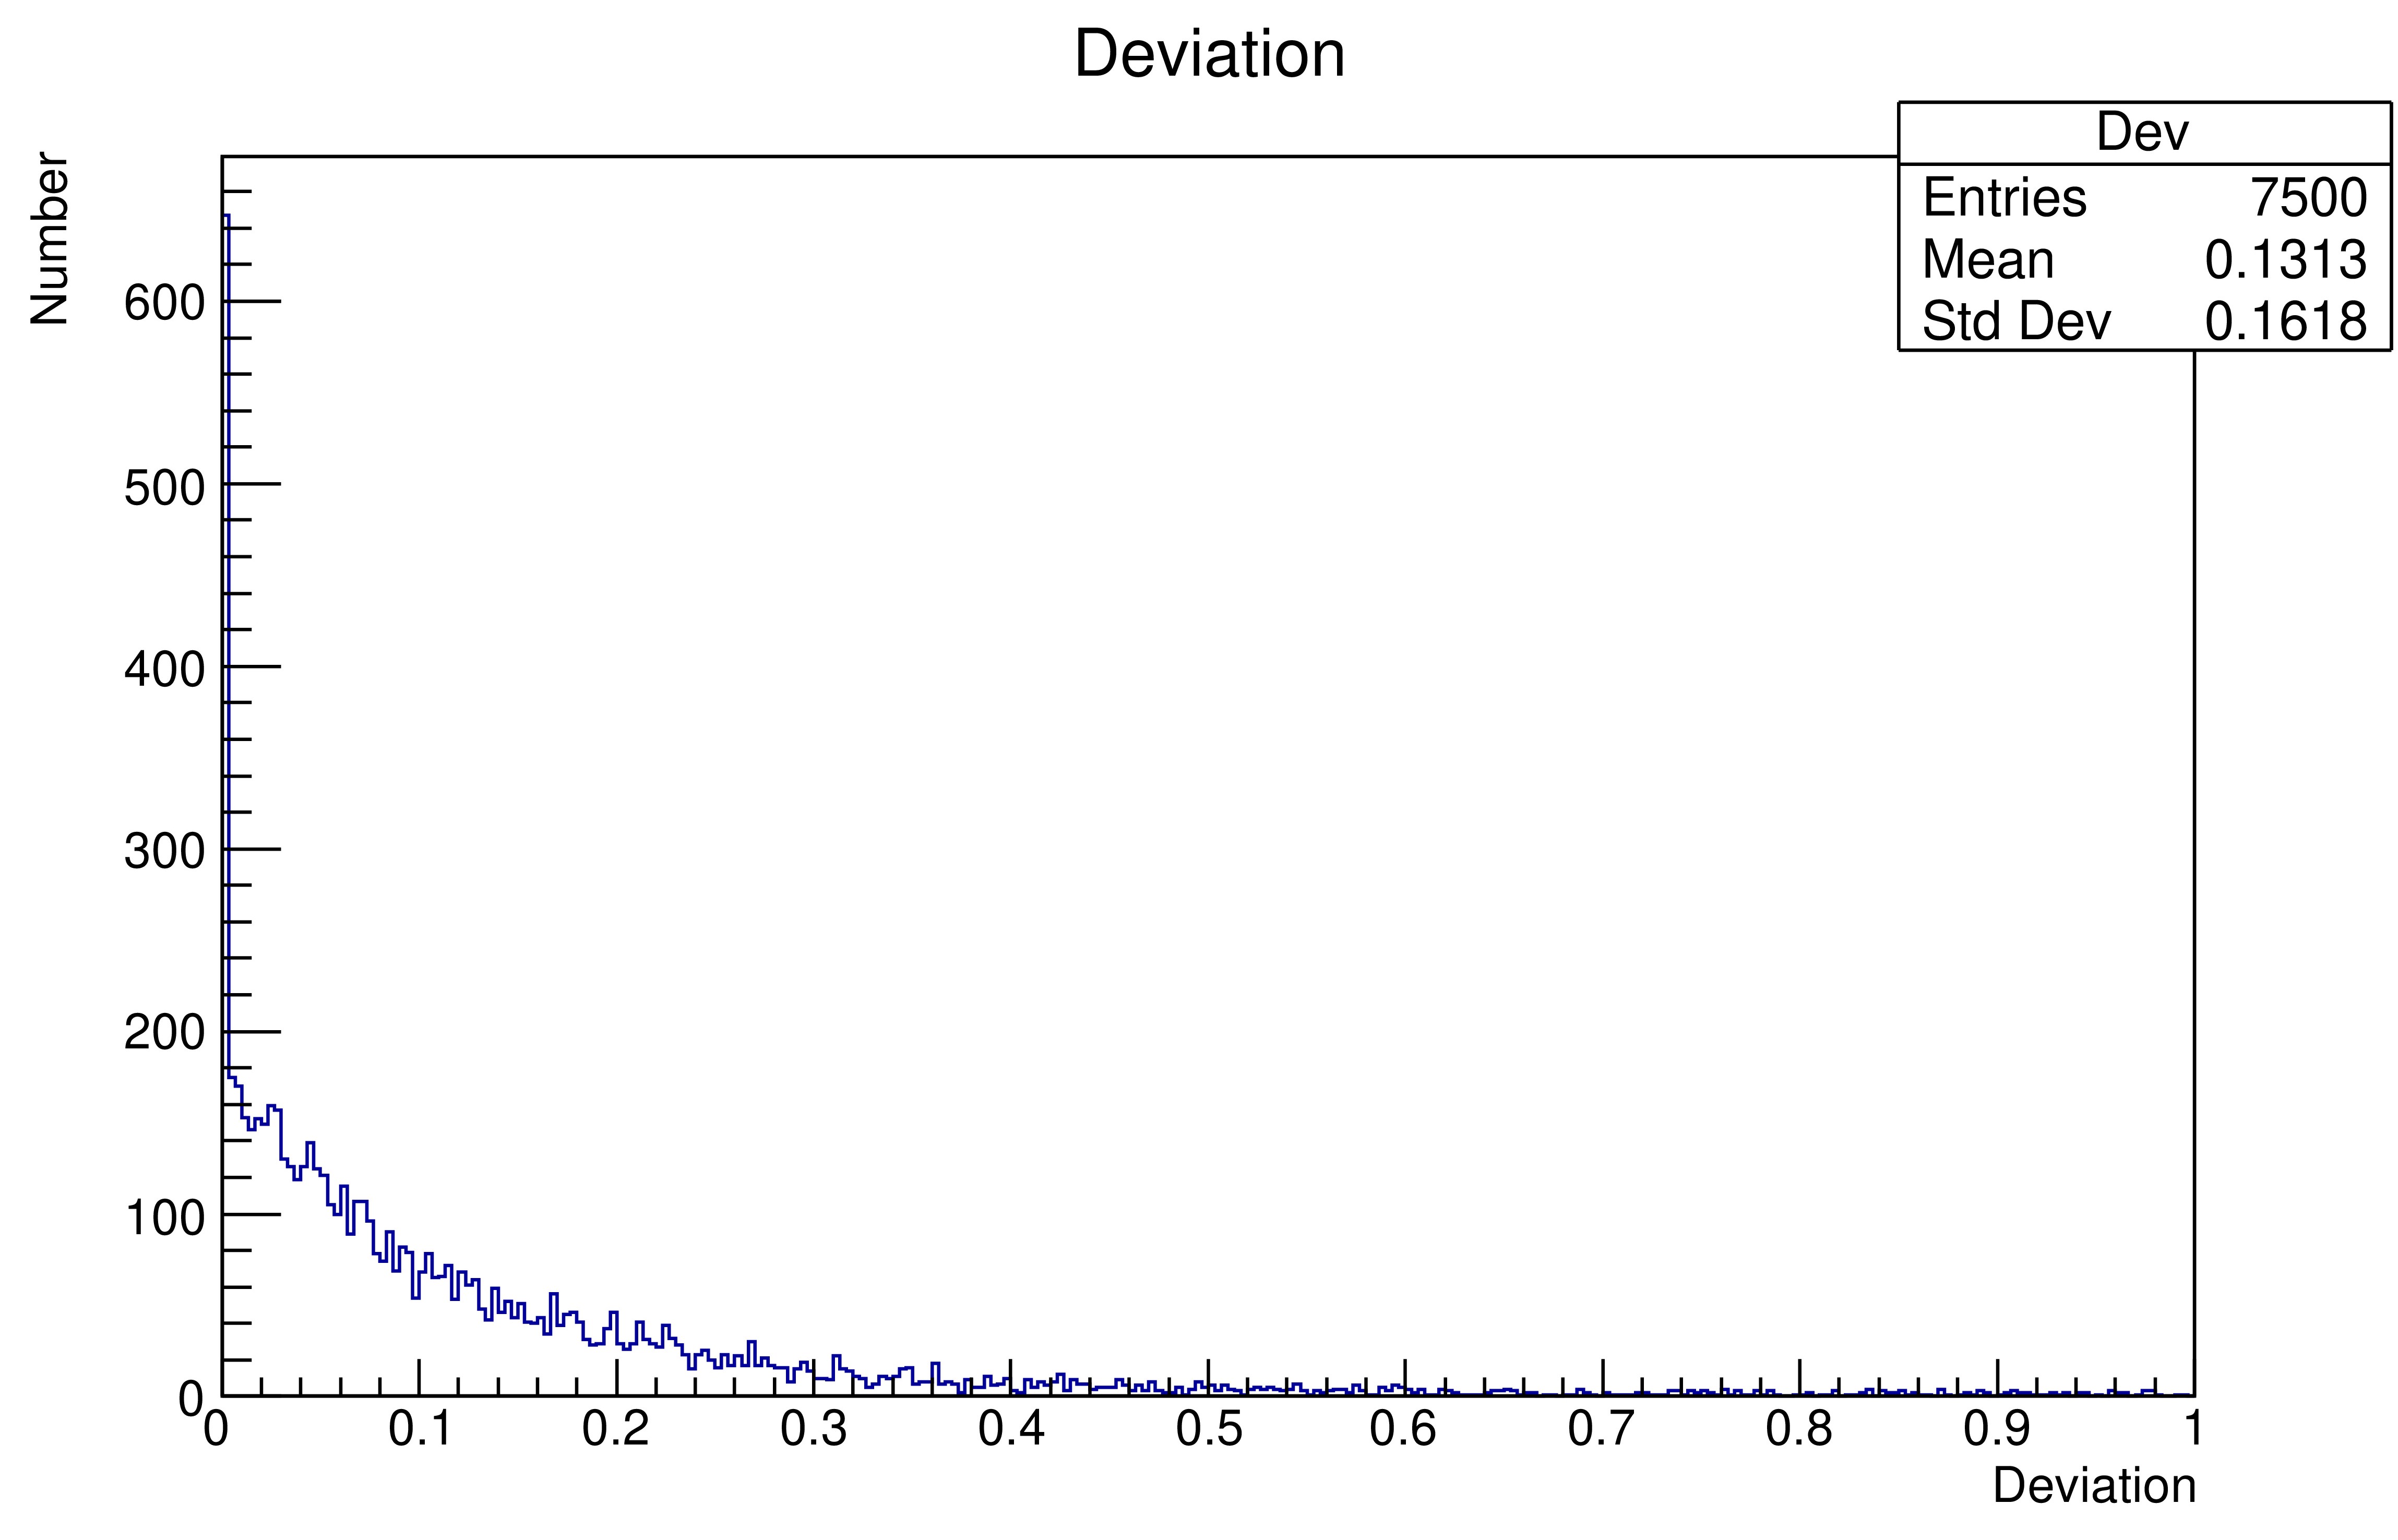 Deviation
Dev
Entries 7500
Mean 0.1313
Std Dev 0.1618
Number
600
500
400
300
200
100
0
0 0.1 0.2 0.3 0.4 0.5 0.6 0.7 0.8 0.9 1
Deviation